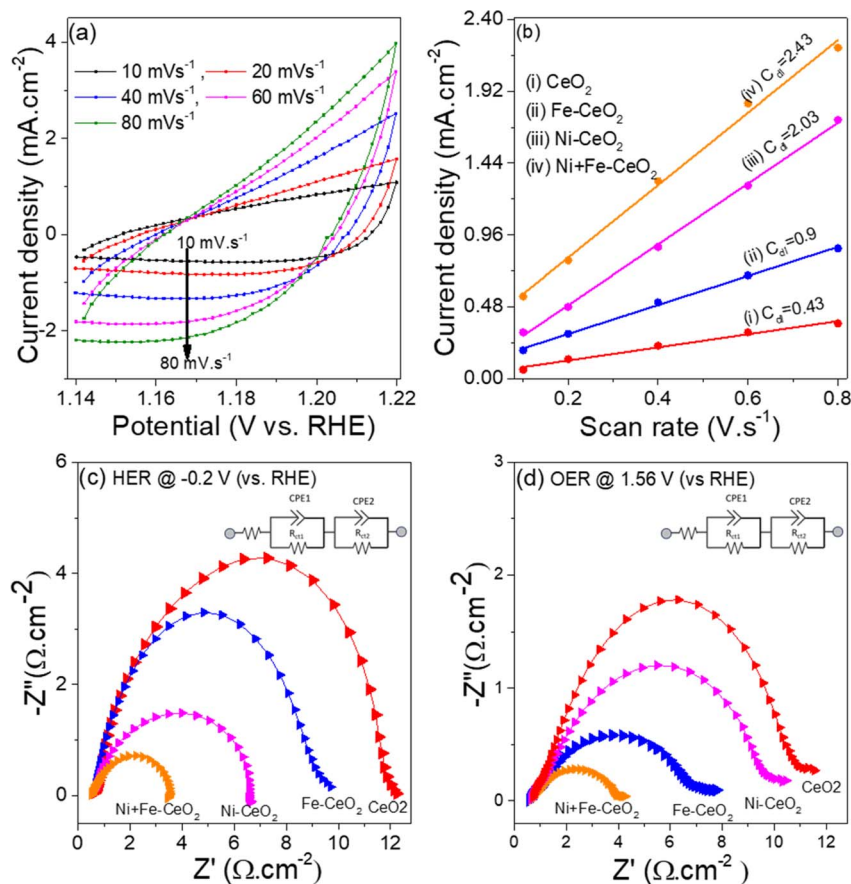 (a)
10 mVs⁻¹, 20 mVs⁻¹
40 mVs⁻¹, 60 mVs⁻¹
80 mVs⁻¹
10 mV.s⁻¹
80 mV.s⁻¹
Current density (mA.cm⁻²)
4
2
0
-2
1.14 1.16 1.18 1.20 1.22
Potential (V vs. RHE)
(b)
(i) CeO₂
(ii) Fe-CeO₂
(iii) Ni-CeO₂
(iv) Ni+Fe-CeO₂
(iv) C_dl=2.43
(iii) C_dl=2.03
(ii) C_dl=0.9
(i) C_dl=0.43
Current density (mA.cm⁻²)
2.40
1.92
1.44
0.96
0.48
0.00
0.2 0.4 0.6 0.8
Scan rate (V.s⁻¹)
(c) HER @ -0.2 V (vs. RHE)
CPE1 CPE2
R_ct1 R_ct2
Ni+Fe-CeO₂ Ni-CeO₂ Fe-CeO₂ CeO2
-Z"(Ω.cm⁻²)
6
4
2
0
0 2 4 6 8 10 12
Z' (Ω.cm⁻²)
(d) OER @ 1.56 V (vs RHE)
CPE1 CPE2
R_ct1 R_ct2
CeO2
Ni+Fe-CeO₂ Fe-CeO₂ Ni-CeO₂
-Z"(Ω.cm⁻²)
3
2
1
0
0 2 4 6 8 10 12 14
Z' (Ω.cm⁻²)